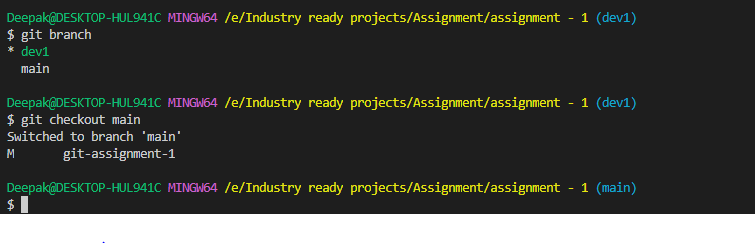 Deepak@DESKTOP-HUL941C MINGW64 /e/Industry ready projects/Assignment/assignment - 1 (dev1)
$ git branch
* dev1
  main
Deepak@DESKTOP-HUL941C MINGW64 /e/Industry ready projects/Assignment/assignment - 1 (dev1)
$ git checkout main
Switched to branch 'main'
M       git-assignment-1
Deepak@DESKTOP-HUL941C MINGW64 /e/Industry ready projects/Assignment/assignment - 1 (main)
$